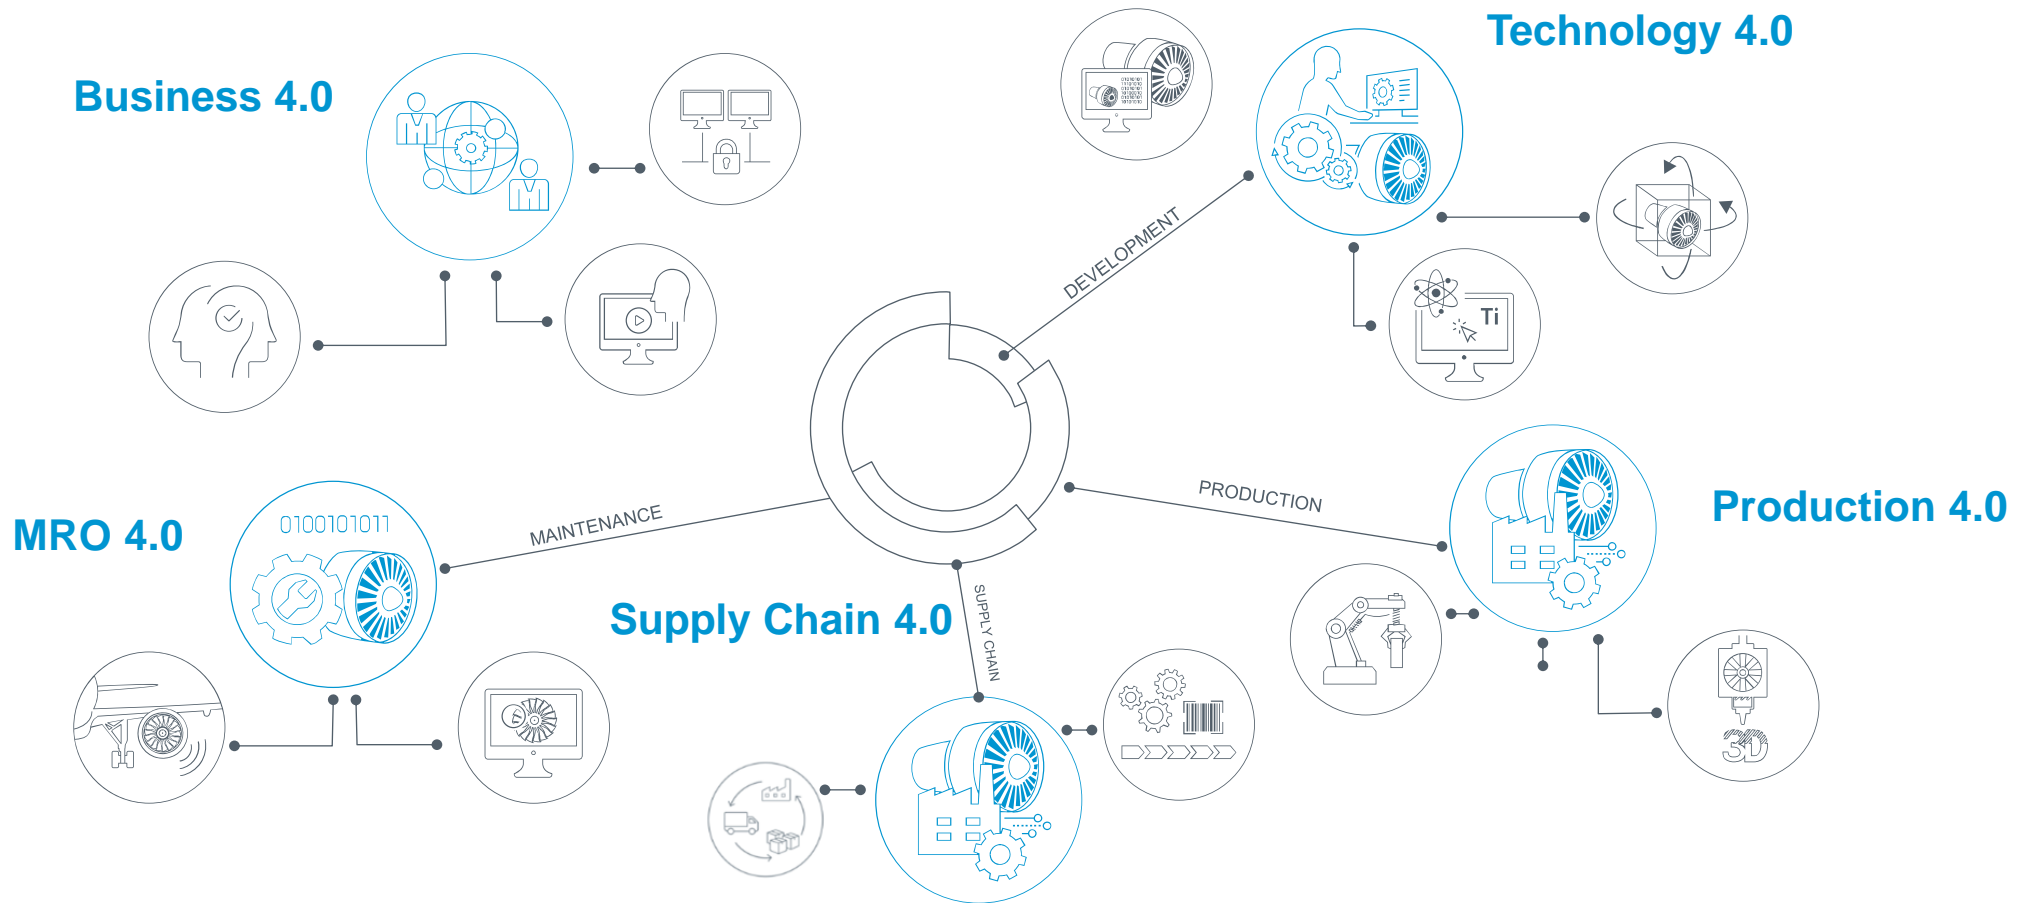 Technology 4.0
Business 4.0
01010101
Ti
DEVELOPMENT
PRODUCTION
Production 4.0
MAINTENANCE
MRO 4.0
0100101011
SUPPLY CHAIN
Supply Chain 4.0
3D